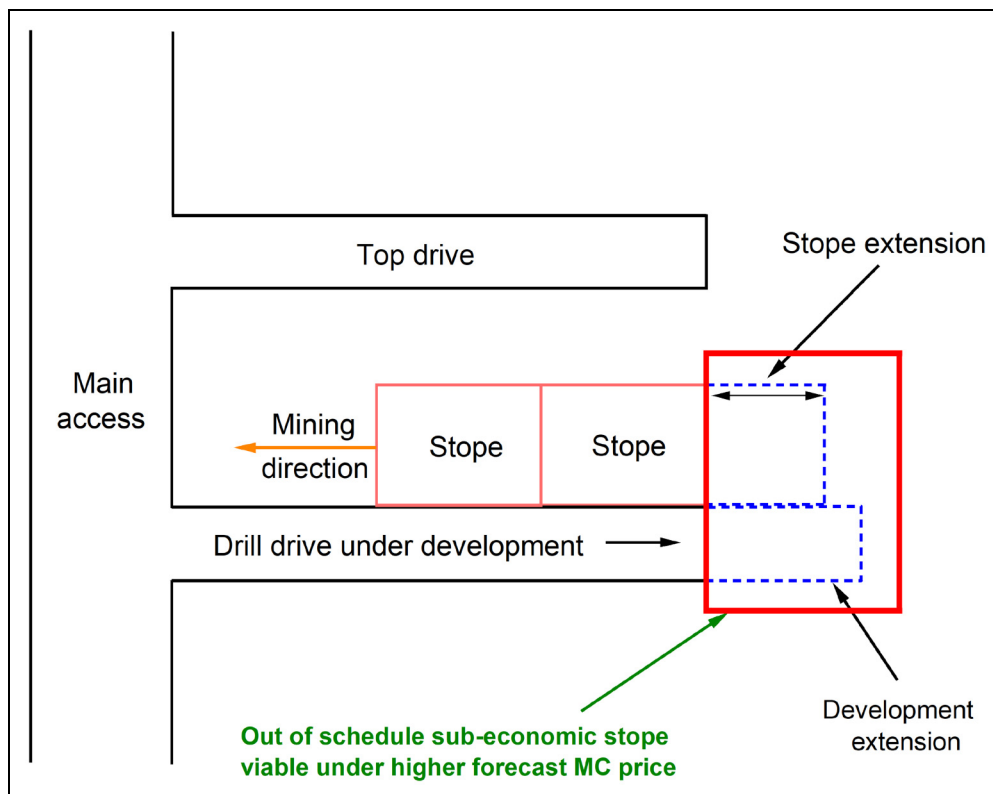 Top drive
Stope extension
Main
access
Mining
direction
Stope
Stope
Drill drive under development
Development
extension
Out of schedule sub-economic stope
viable under higher forecast MC price